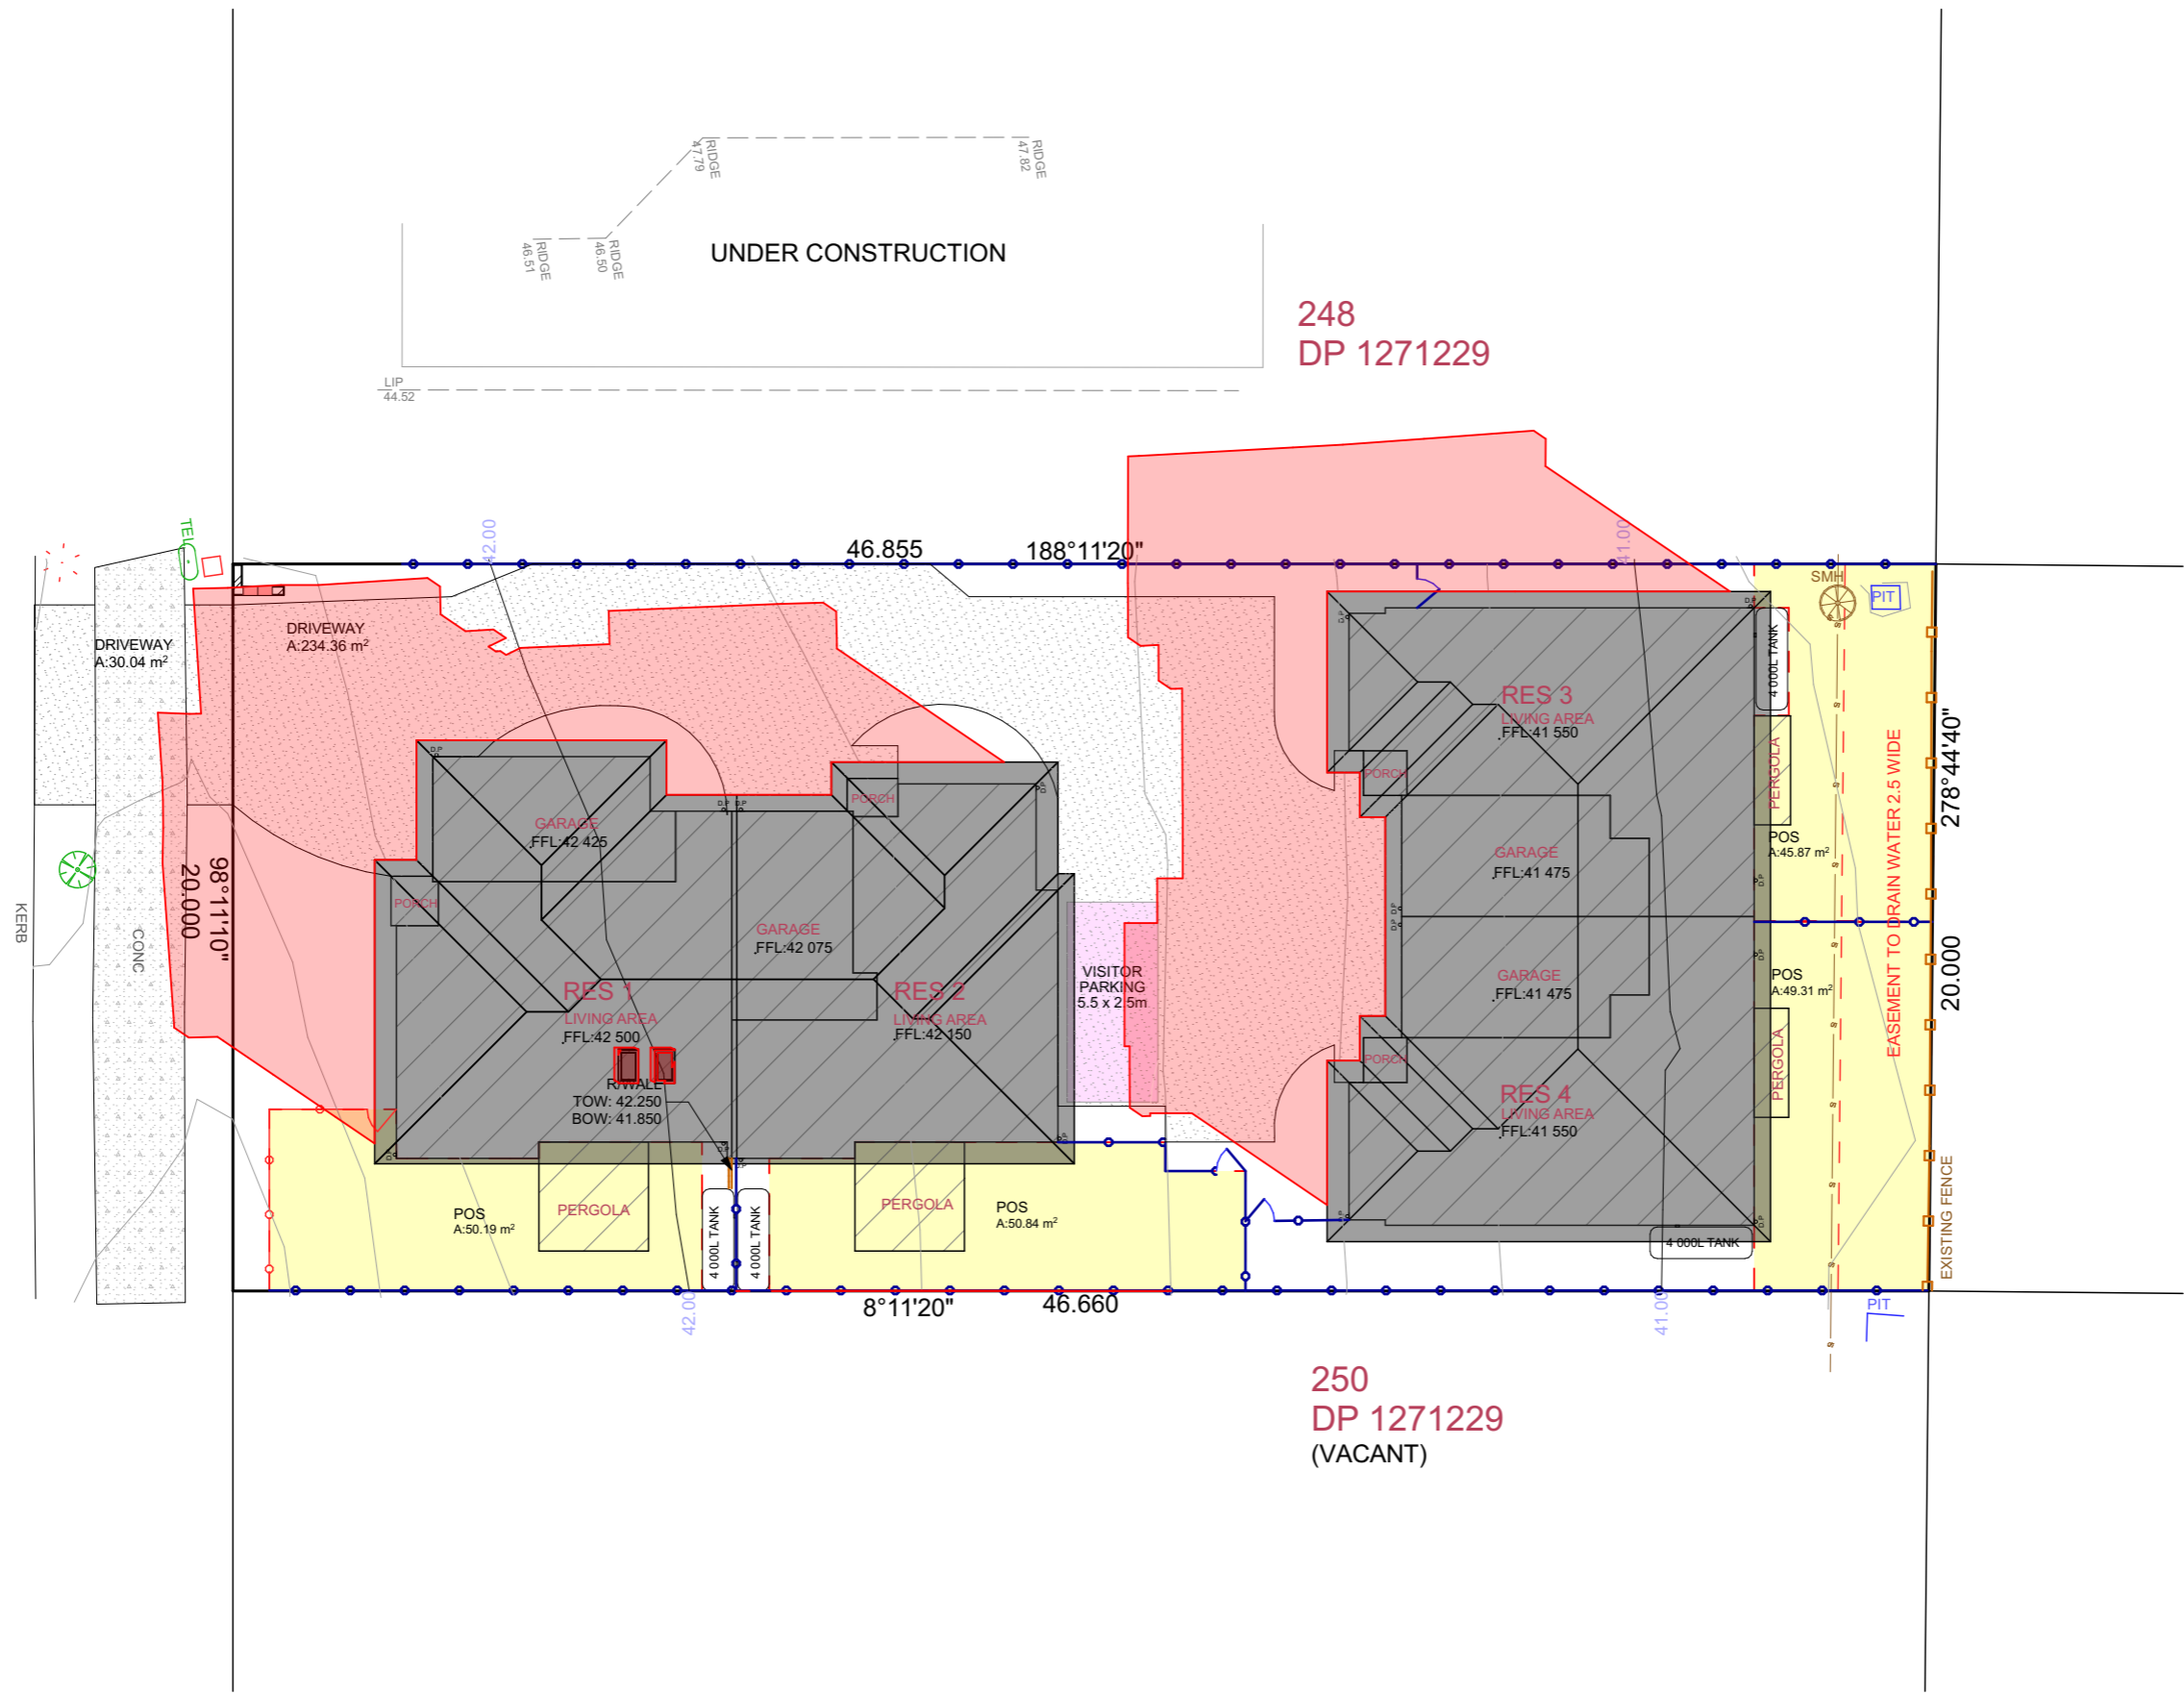 RIDGE
47.79
RIDGE
47.82
RIDGE
46.51
RIDGE
46.50
UNDER CONSTRUCTION
248
DP 1271229
LIP
44.52
TEL
42.00
46.855
188°11'20"
41.00
SMH
PIT
DRIVEWAY
A:30.04 m²
DRIVEWAY
A:234.36 m²
4 000L TANK
RES 3
LIVING AREA
FFL:41 550
D.P
D.P
D.P
D.P
D.P
D.P
PORCH
PORCH
PERGOLA
GARAGE
FFL:42 425
POS
A:45.87 m²
GARAGE
FFL:41 475
98°11'10"
20.000
278°44'40"
20.000
EASEMENT TO DRAIN WATER 2.5 WIDE
KERB
CONC
PORCH
GARAGE
FFL:42 075
D.P
D.P
D.P
D.P
VISITOR
PARKING
5.5 x 2.5m
GARAGE
FFL:41 475
POS
A:49.31 m²
RES 1
LIVING AREA
FFL:42 500
RES 2
LIVING AREA
FFL:42 150
PORCH
PERGOLA
R/WALL
TOW: 42.250
BOW: 41.850
RES 4
LIVING AREA
FFL:41 550
D.P
D.P
D.P
D.P
D.P
D.P
EXISTING FENCE
POS
A:50.19 m²
PERGOLA
4 000L TANK
4 000L TANK
PERGOLA
POS
A:50.84 m²
4 000L TANK
42.00
8°11'20"
46.660
41.00
PIT
250
DP 1271229
(VACANT)